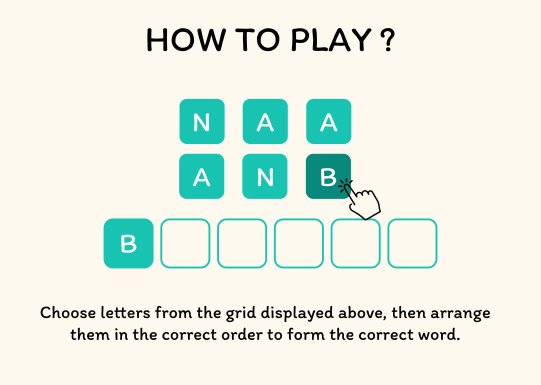 HOW TO PLAY ?
N A A
A N B
B
Choose letters from the grid displayed above, then arrange
them in the correct order to form the correct word.